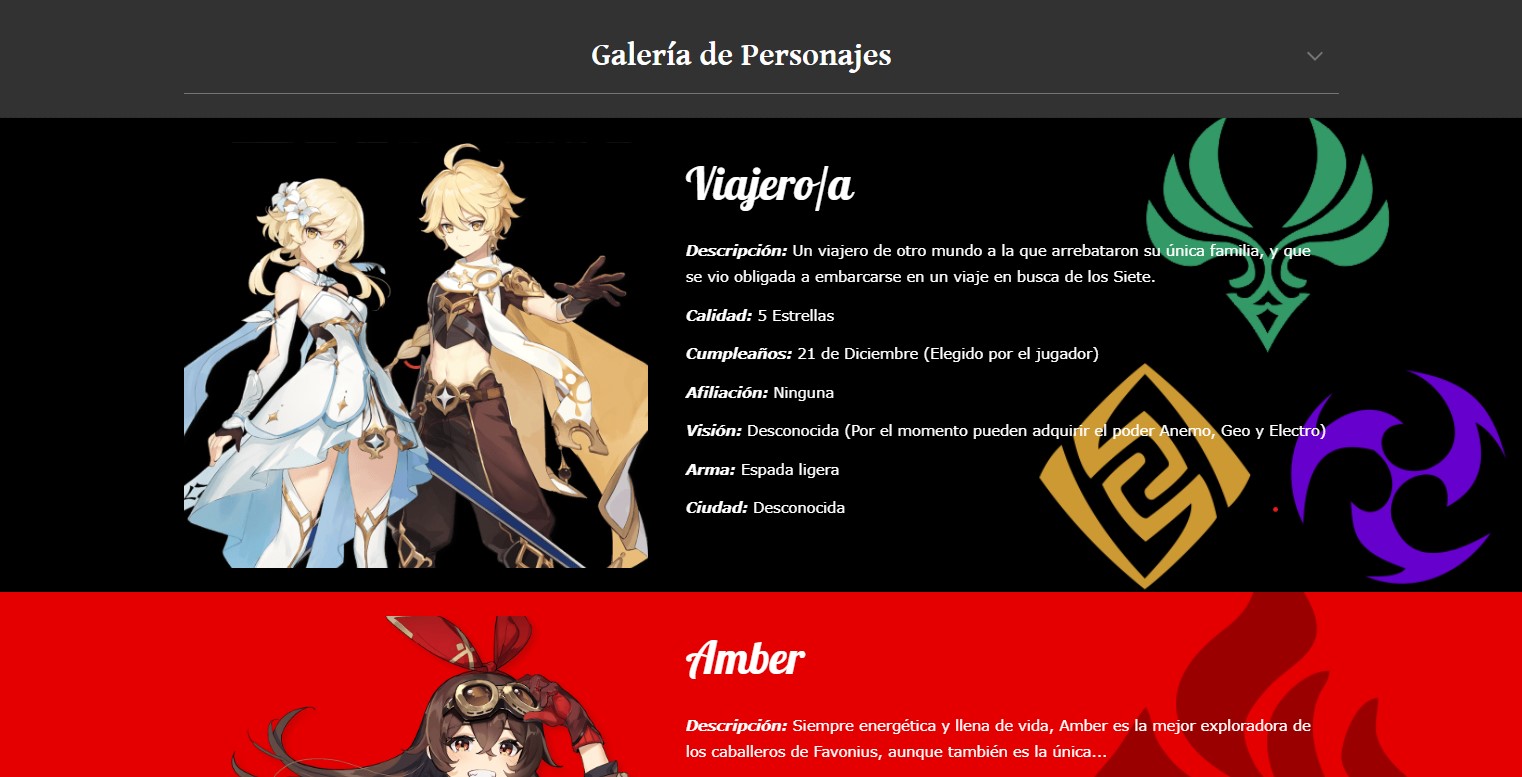 Galería de Personajes
Viajero/a
Descripción: Un viajero de otro mundo a la que arrebataron su única familia, y que
se vio obligada a embarcarse en un viaje en busca de los Siete.
Calidad: 5 Estrellas
Cumpleaños: 21 de Diciembre (Elegido por el jugador)
Afiliación: Ninguna
Visión: Desconocida (Por el momento pueden adquirir el poder Anemo, Geo y Electro)
Arma: Espada ligera
Ciudad: Desconocida
Amber
Descripción: Siempre energética y llena de vida, Amber es la mejor exploradora de
los caballeros de Favonius, aunque también es la única...